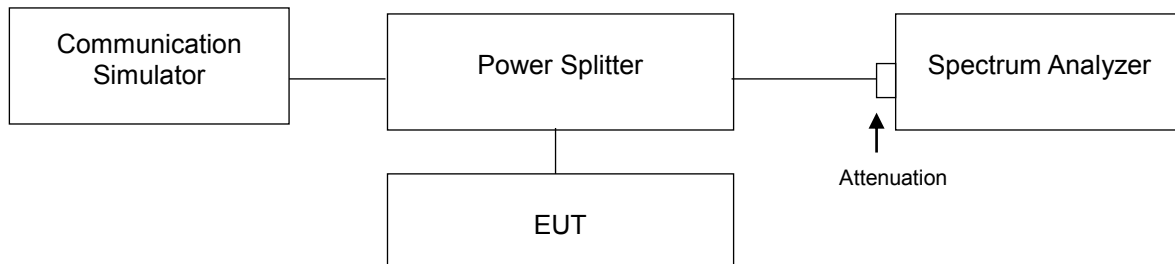 Communication
Simulator
Power Splitter
Spectrum Analyzer
Attenuation
EUT